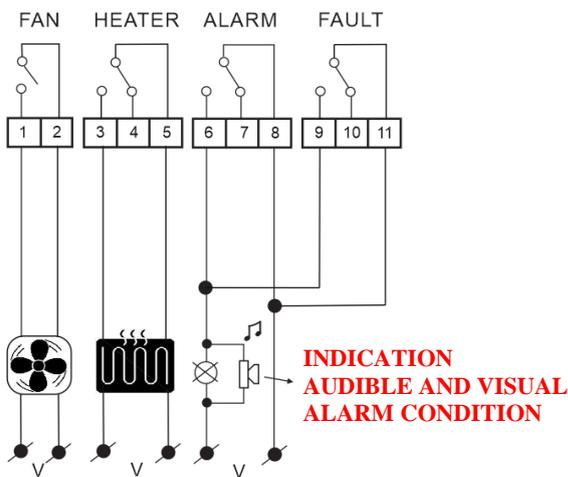 FAN HEATER ALARM FAULT
1 2 3 4 5 6 7 8 9 10 11
INDICATION
AUDIBLE AND VISUAL
ALARM CONDITION
V V V